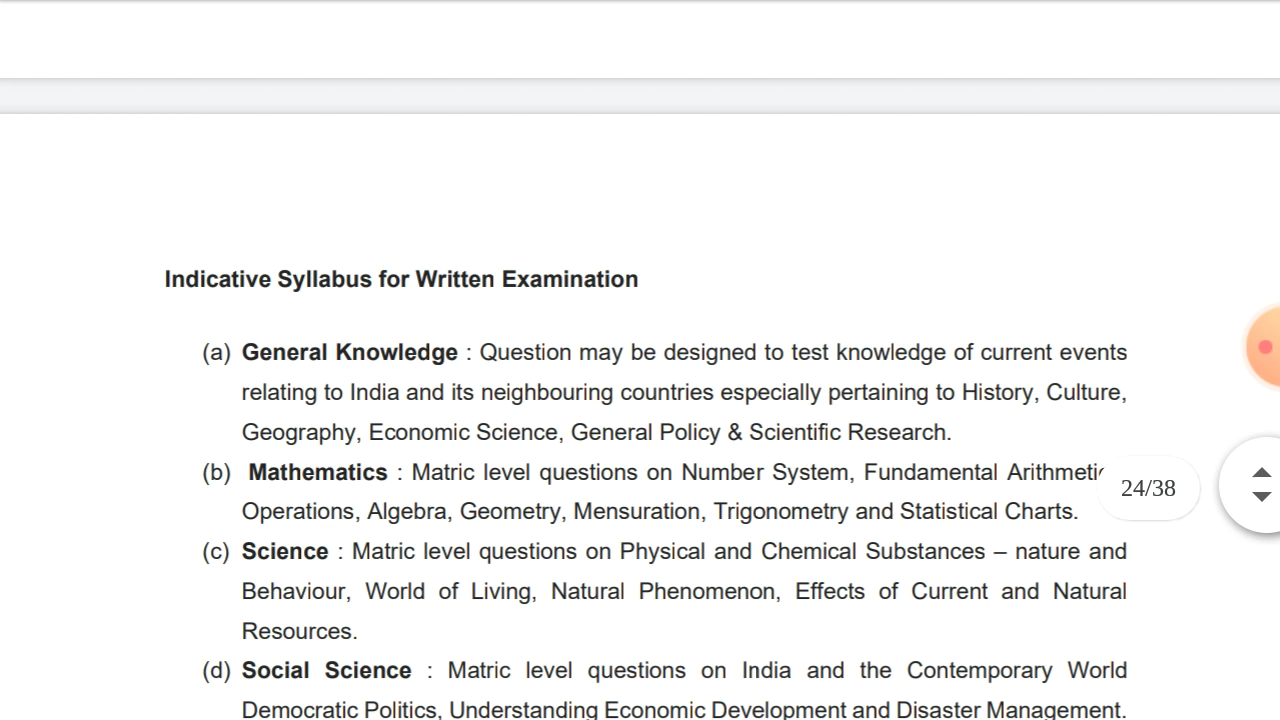 Indicative Syllabus for Written Examination
(a) General Knowledge : Question may be designed to test knowledge of current events
relating to India and its neighbouring countries especially pertaining to History, Culture,
Geography, Economic Science, General Policy & Scientific Research.
(b) Mathematics : Matric level questions on Number System, Fundamental Arithmetic
24/38
Operations, Algebra, Geometry, Mensuration, Trigonometry and Statistical Charts.
(c) Science : Matric level questions on Physical and Chemical Substances – nature and
Behaviour, World of Living, Natural Phenomenon, Effects of Current and Natural
Resources.
(d) Social Science : Matric level questions on India and the Contemporary World
Democratic Politics, Understanding Economic Development and Disaster Management.